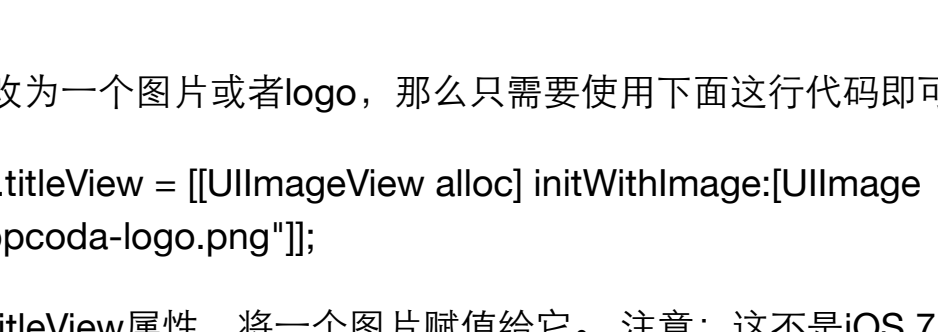 改为一个图片或者logo，那么只需要使用下面这行代码即可
.titleView = [[UIImageView alloc] initWithImage:[UIImage
pcoda-logo.png"]];
itleView属性，将一个图片赋值给它。 注意：这不是iOS 7